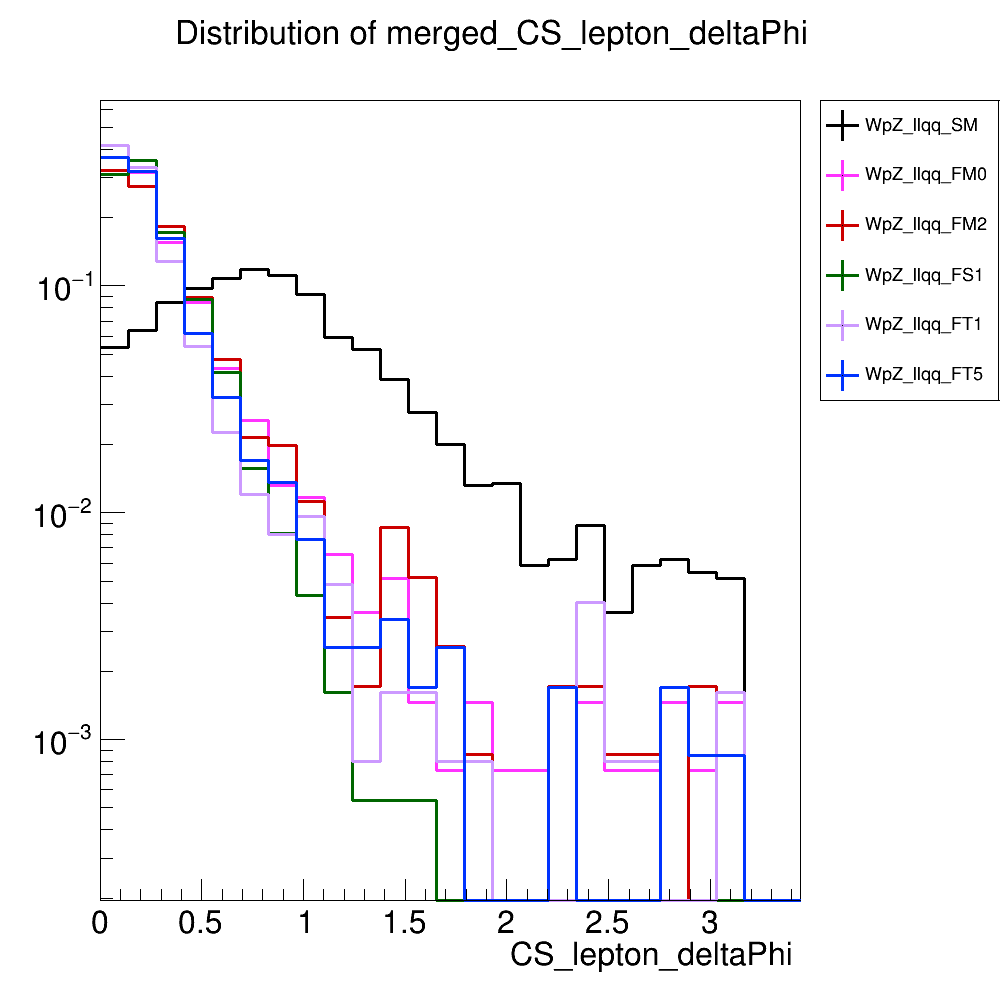 Distribution of merged_CS_lepton_deltaPhi
WpZ_llqq_SM
WpZ_llqq_FM0
WpZ_llqq_FM2
WpZ_llqq_FS1
WpZ_llqq_FT1
WpZ_llqq_FT5
10⁻¹
10⁻²
10⁻³
0 0.5 1 1.5 2 2.5 3
CS_lepton_deltaPhi